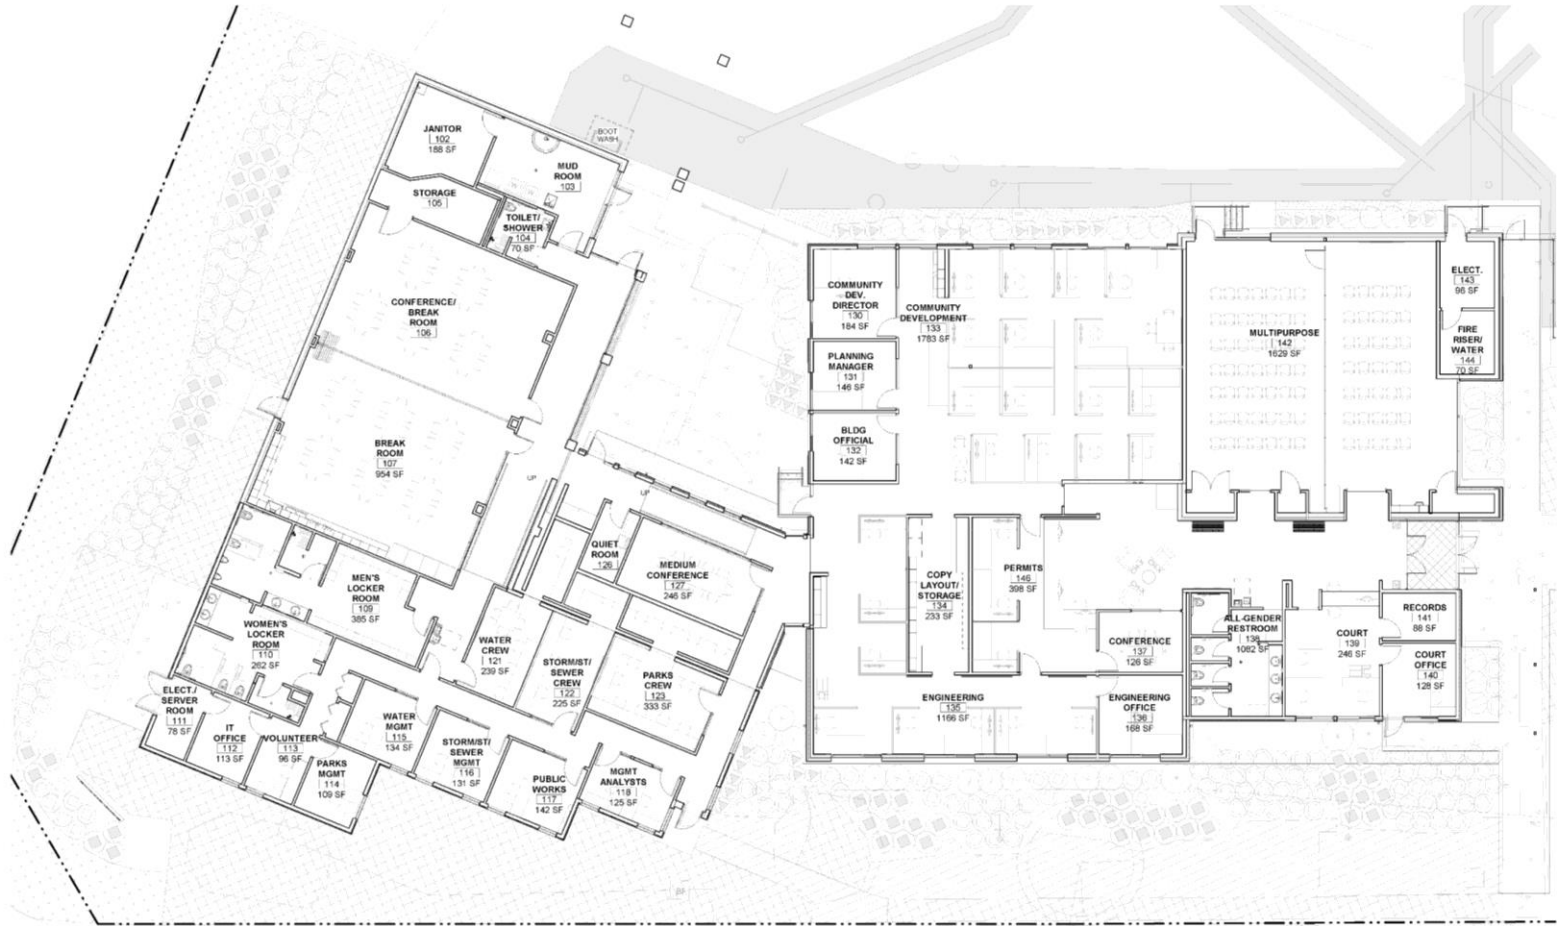 BOOT
WASH
JANITOR
102
188 SF
MUD
ROOM
103
STORAGE
105
TOILET/
SHOWER
104
70 SF
CONFERENCE/
BREAK
ROOM
106
BREAK
ROOM
107
954 SF
UP
UP
MEN'S
LOCKER
ROOM
109
385 SF
WOMEN'S
LOCKER
ROOM
110
262 SF
ELECT./
SERVER
ROOM
111
78 SF
IT
OFFICE
112
113 SF
VOLUNTEER
113
96 SF
PARKS
MGMT
114
109 SF
WATER
MGMT
115
134 SF
STORM/ST/
SEWER
MGMT
116
131 SF
PUBLIC
WORKS
117
142 SF
MGMT
ANALYSTS
118
125 SF
WATER
CREW
121
239 SF
STORM/ST/
SEWER
CREW
122
225 SF
PARKS
CREW
123
333 SF
QUIET
ROOM
126
MEDIUM
CONFERENCE
127
246 SF
COMMUNITY
DEV.
DIRECTOR
130
184 SF
PLANNING
MANAGER
131
146 SF
BLDG
OFFICIAL
132
142 SF
COMMUNITY
DEVELOPMENT
133
1783 SF
COPY
LAYOUT/
STORAGE
134
233 SF
ENGINEERING
135
1166 SF
ENGINEERING
OFFICE
136
168 SF
CONFERENCE
137
126 SF
PERMITS
146
398 SF
ALL-GENDER
RESTROOM
138
1082 SF
COURT
139
246 SF
COURT
OFFICE
140
128 SF
RECORDS
141
88 SF
MULTIPURPOSE
142
1629 SF
ELECT.
143
96 SF
FIRE
RISER/
WATER
144
70 SF